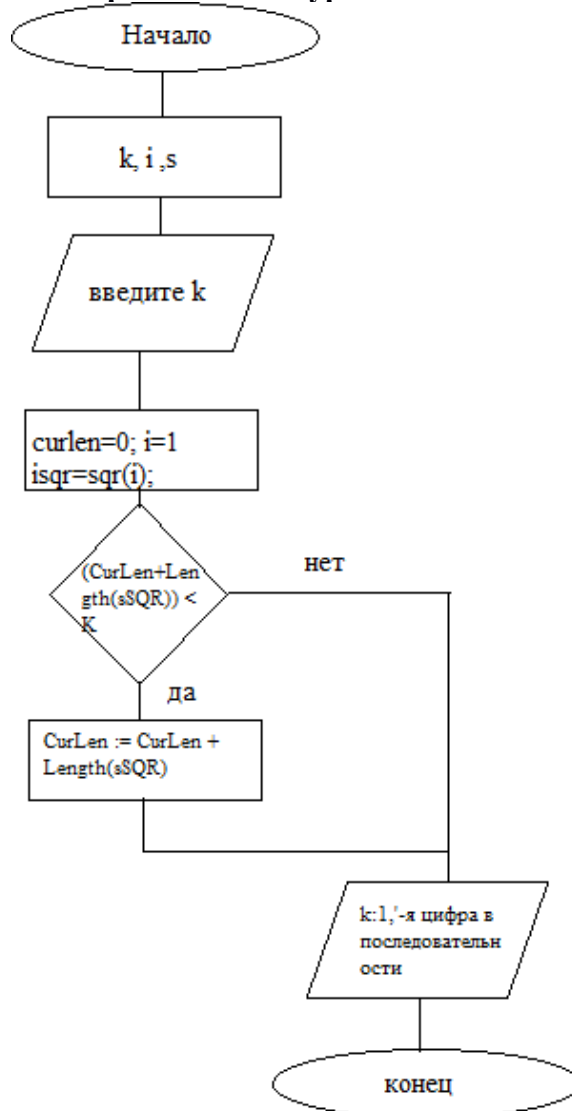 Начало
k, i ,s
введите k
curlen=0; i=1
isqr=sqr(i);
(CurLen+Len
gth(sSQR)) <
K
нет
да
CurLen := CurLen +
Length(sSQR)
k:1,'-я цифра в
последовательн
ости
конец